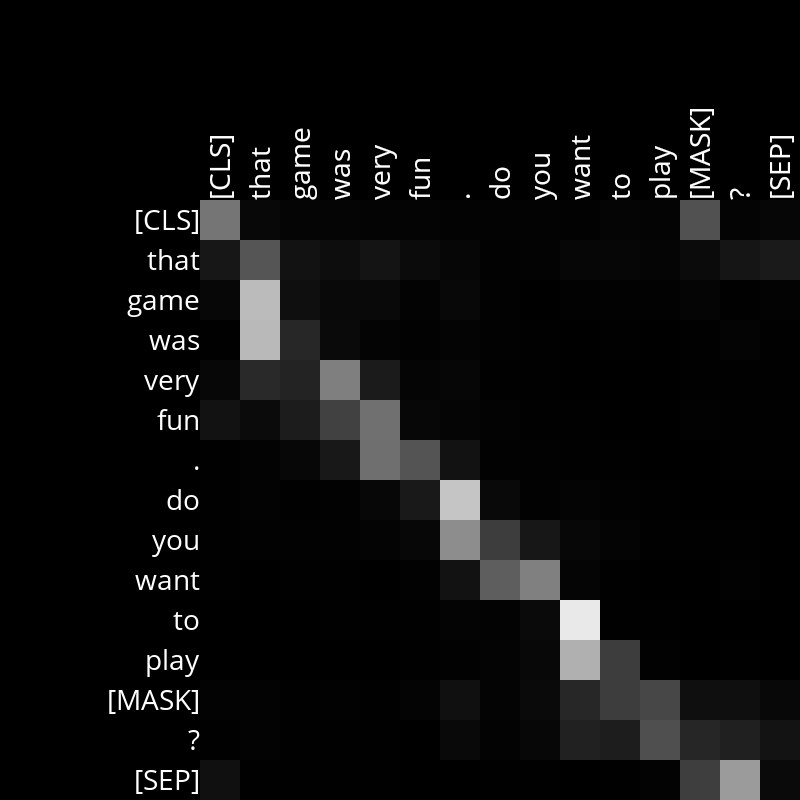 [CLS] that game was very fun . do you want to play [MASK] ? [SEP]
[CLS]
that
game
was
very
fun
.
do
you
want
to
play
[MASK]
?
[SEP]